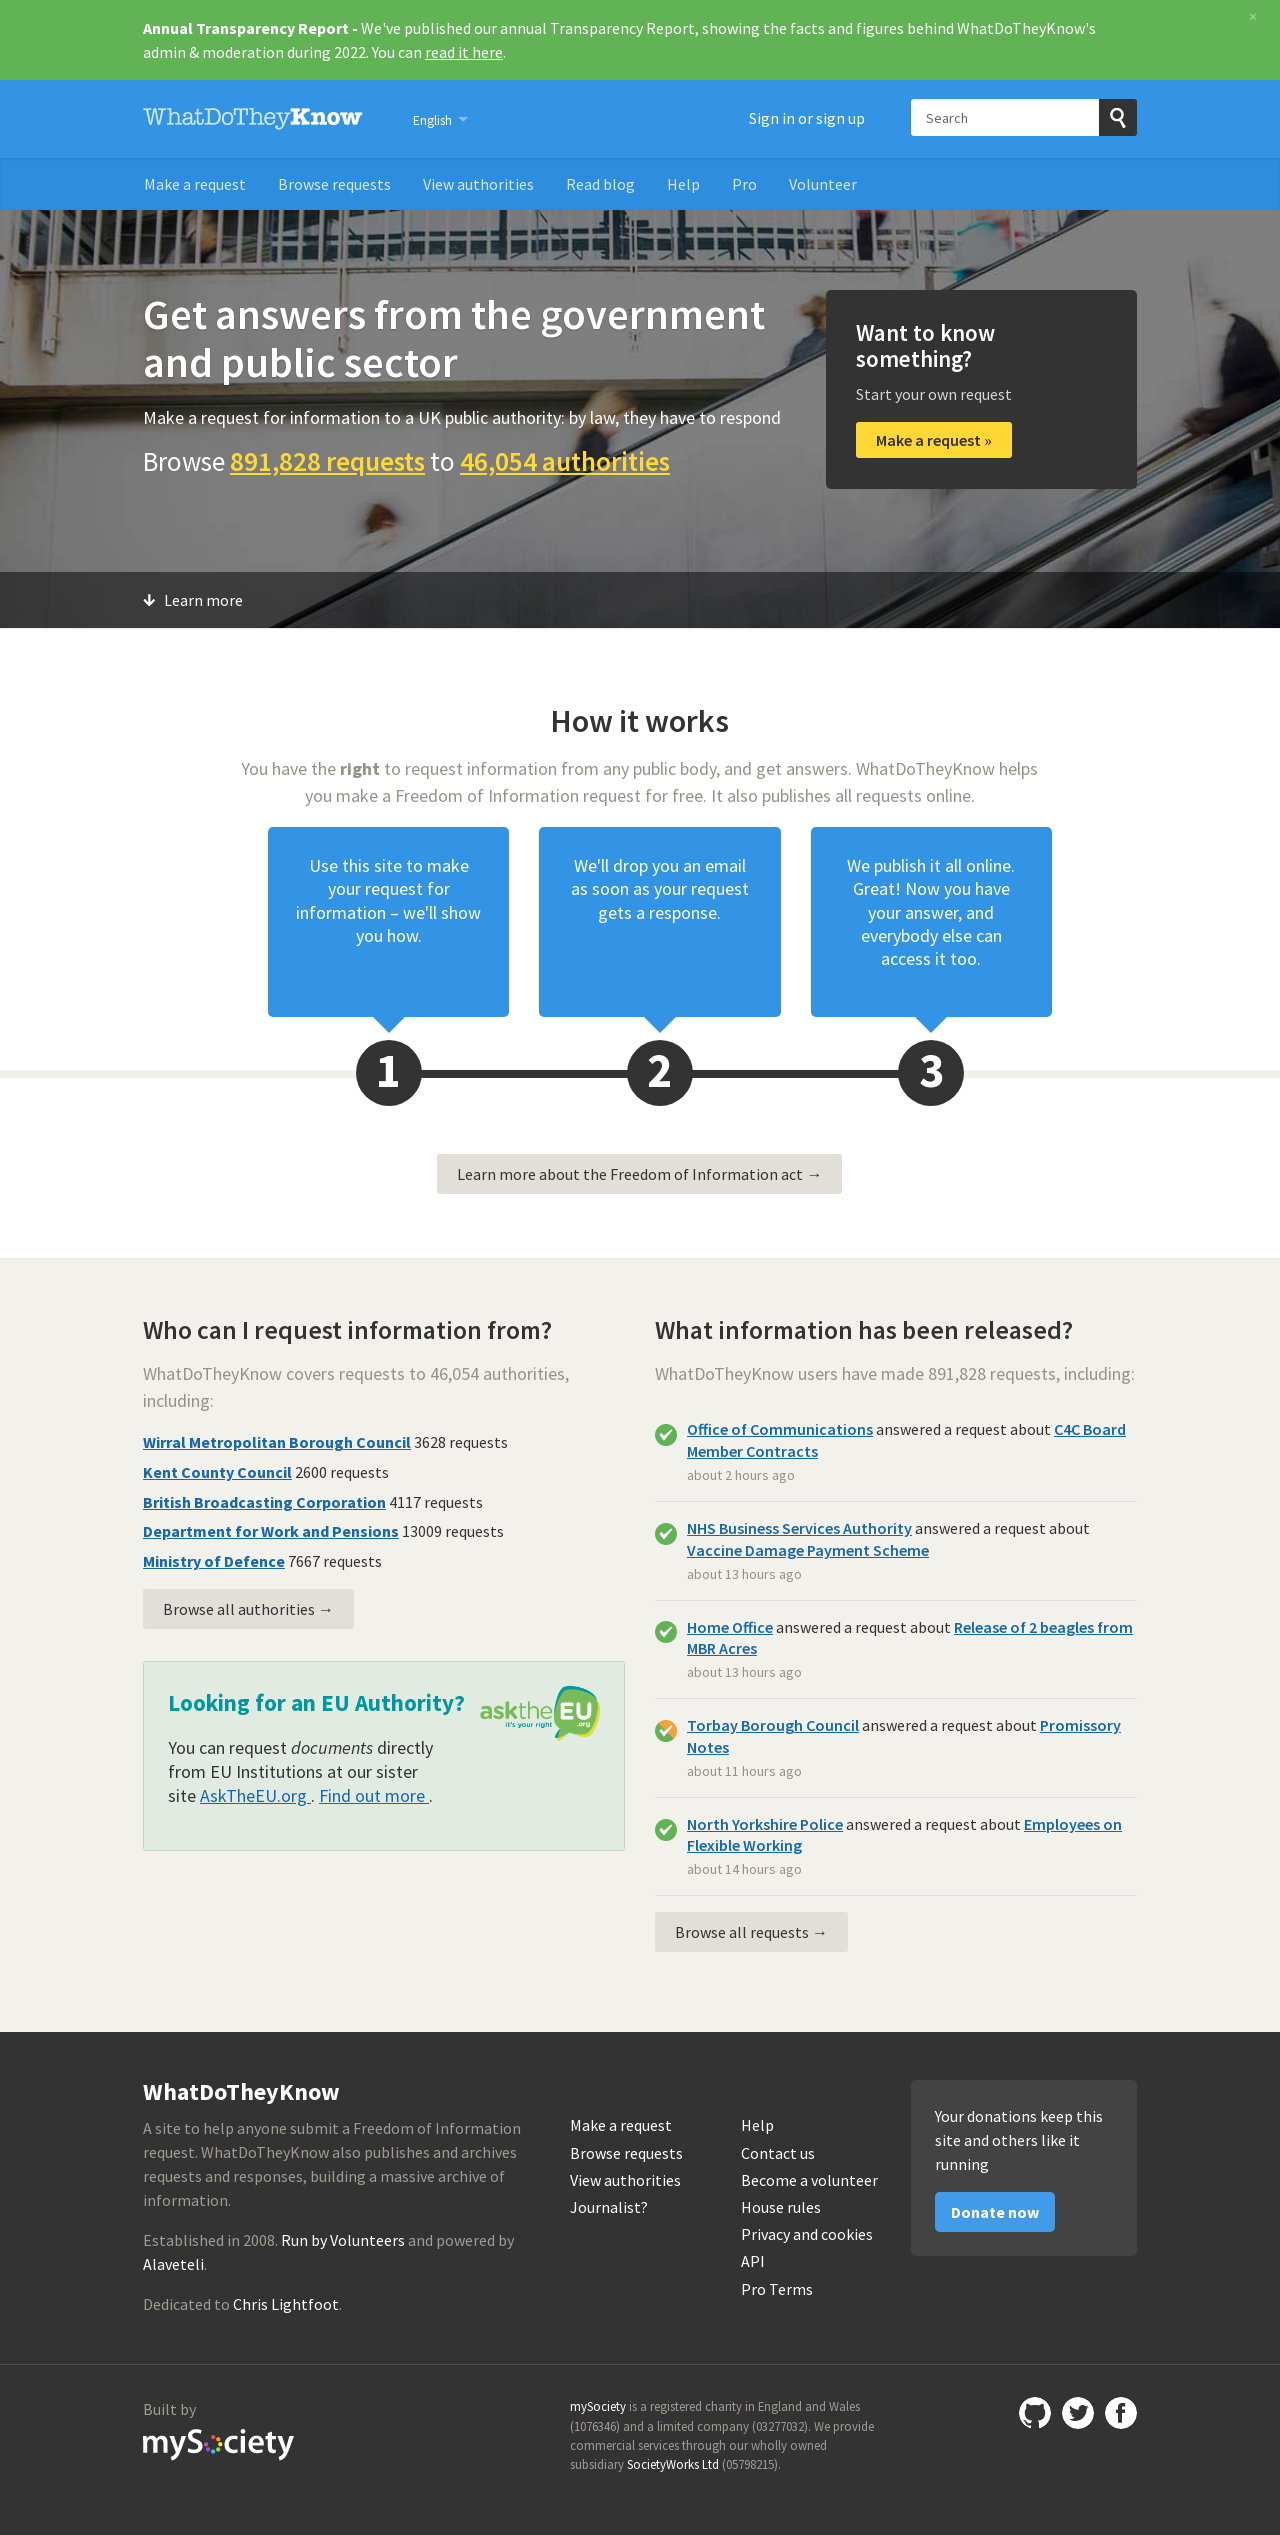 Annual Transparency Report - We've published our annual Transparency Report, showing the facts and figures behind WhatDoTheyKnow's
admin & moderation during 2022. You can read it here.
×
WhatDoTheyKnow
English
Sign in or sign up
Search
Make a request
Browse requests
View authorities
Read blog
Help
Pro
Volunteer
Get answers from the government
and public sector
Make a request for information to a UK public authority: by law, they have to respond
Browse 891,828 requests to 46,054 authorities
Want to know
something?
Start your own request
Make a request »
Learn more
How it works
You have the right to request information from any public body, and get answers. WhatDoTheyKnow helps
you make a Freedom of Information request for free. It also publishes all requests online.
Use this site to make
your request for
information – we'll show
you how.
We'll drop you an email
as soon as your request
gets a response.
We publish it all online.
Great! Now you have
your answer, and
everybody else can
access it too.
1
2
3
Learn more about the Freedom of Information act →
Who can I request information from?
WhatDoTheyKnow covers requests to 46,054 authorities,
including:
Wirral Metropolitan Borough Council 3628 requests
Kent County Council 2600 requests
British Broadcasting Corporation 4117 requests
Department for Work and Pensions 13009 requests
Ministry of Defence 7667 requests
Browse all authorities →
Looking for an EU Authority?
asktheEU
.org
it's your right
You can request documents directly
from EU Institutions at our sister
site AskTheEU.org . Find out more .
What information has been released?
WhatDoTheyKnow users have made 891,828 requests, including:
Office of Communications answered a request about C4C Board
Member Contracts
about 2 hours ago
NHS Business Services Authority answered a request about
Vaccine Damage Payment Scheme
about 13 hours ago
Home Office answered a request about Release of 2 beagles from
MBR Acres
about 13 hours ago
Torbay Borough Council answered a request about Promissory
Notes
about 11 hours ago
North Yorkshire Police answered a request about Employees on
Flexible Working
about 14 hours ago
Browse all requests →
WhatDoTheyKnow
A site to help anyone submit a Freedom of Information
request. WhatDoTheyKnow also publishes and archives
requests and responses, building a massive archive of
information.
Established in 2008. Run by Volunteers and powered by
Alaveteli.
Dedicated to Chris Lightfoot.
Make a request
Browse requests
View authorities
Journalist?
Help
Contact us
Become a volunteer
House rules
Privacy and cookies
API
Pro Terms
Your donations keep this
site and others like it
running
Donate now
Built by
mySociety
mySociety is a registered charity in England and Wales
(1076346) and a limited company (03277032). We provide
commercial services through our wholly owned
subsidiary SocietyWorks Ltd (05798215).